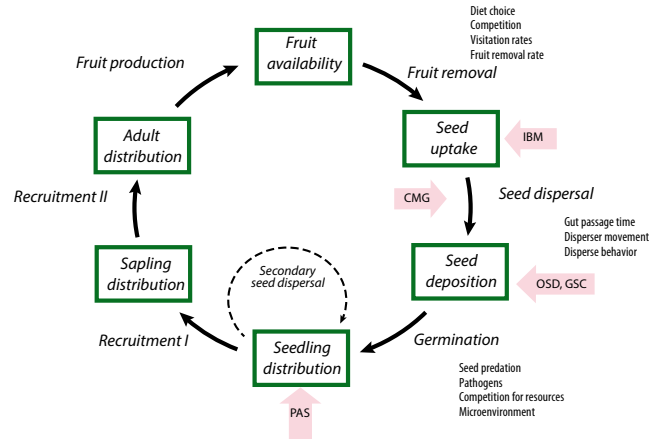 Diet choice
Competition
Visitation rates
Fruit removal rate
Fruit
availability
Fruit production
Fruit removal
Adult
distribution
Seed
uptake
IBM
Recruitment II
CMG
Seed dispersal
Gut passage time
Disperser movement
Disperse behavior
Sapling
distribution
Secondary
seed dispersal
Seed
deposition
OSD, GSC
Recruitment I
Seedling
distribution
Germination
Seed predation
Pathogens
Competition for resources
Microenvironment
PAS